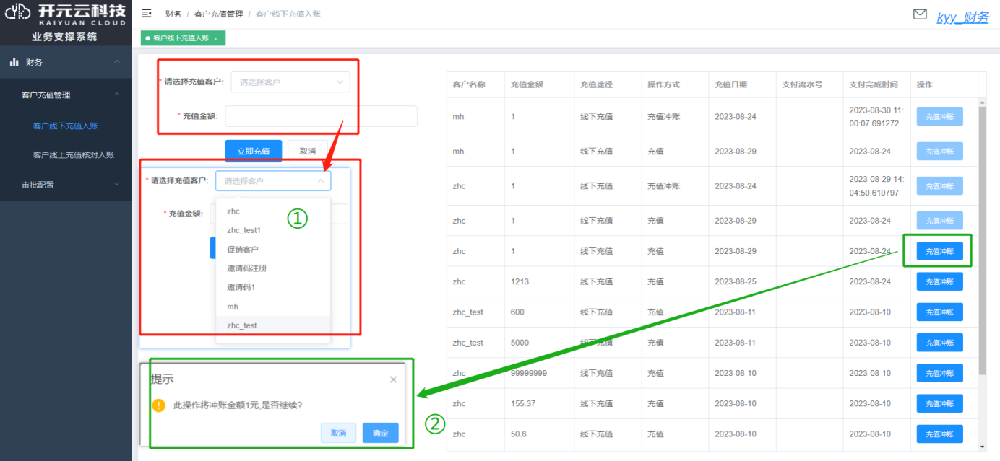 开元云科技
KAIYUAN CLOUD
业务支撑系统
财务
客户充值管理
客户线下充值入账
客户线上充值核对入账
审批配置
财务 / 客户充值管理 / 客户线下充值入账
kyy_财务
客户线下充值入账 ×
* 请选择充值客户: 请选择客户
* 充值金额:
立即充值 取消
* 请选择充值客户: 请选择客户
* 充值金额:
zhc
zhc_test1
促销客户
邀请码注册
邀请码1
mh
zhc_test
①
提示
此操作将冲账金额1元,是否继续?
取消 确定
②
客户名称 充值金额 充值途径 操作方式 充值日期 支付流水号 支付完成时间 操作
mh 1 线下充值 充值冲账 2023-08-24 2023-08-30 11:
00:07.691272 充值冲账
mh 1 线下充值 充值 2023-08-29 2023-08-24 充值冲账
zhc 1 线下充值 充值冲账 2023-08-24 2023-08-29 14:
04:50.610797 充值冲账
zhc 1 线下充值 充值 2023-08-29 2023-08-24 充值冲账
zhc 1 线下充值 充值 2023-08-29 2023-08-24 充值冲账
zhc 1213 线下充值 充值 2023-08-25 2023-08-24 充值冲账
zhc_test 600 线下充值 充值 2023-08-11 2023-08-10 充值冲账
zhc_test 5000 线下充值 充值 2023-08-11 2023-08-10 充值冲账
zhc 99999999 线下充值 充值 2023-08-10 2023-08-10 充值冲账
zhc 155.37 线下充值 充值 2023-08-10 2023-08-10 充值冲账
zhc 50.6 线下充值 充值 2023-08-10 2023-08-10 充值冲账